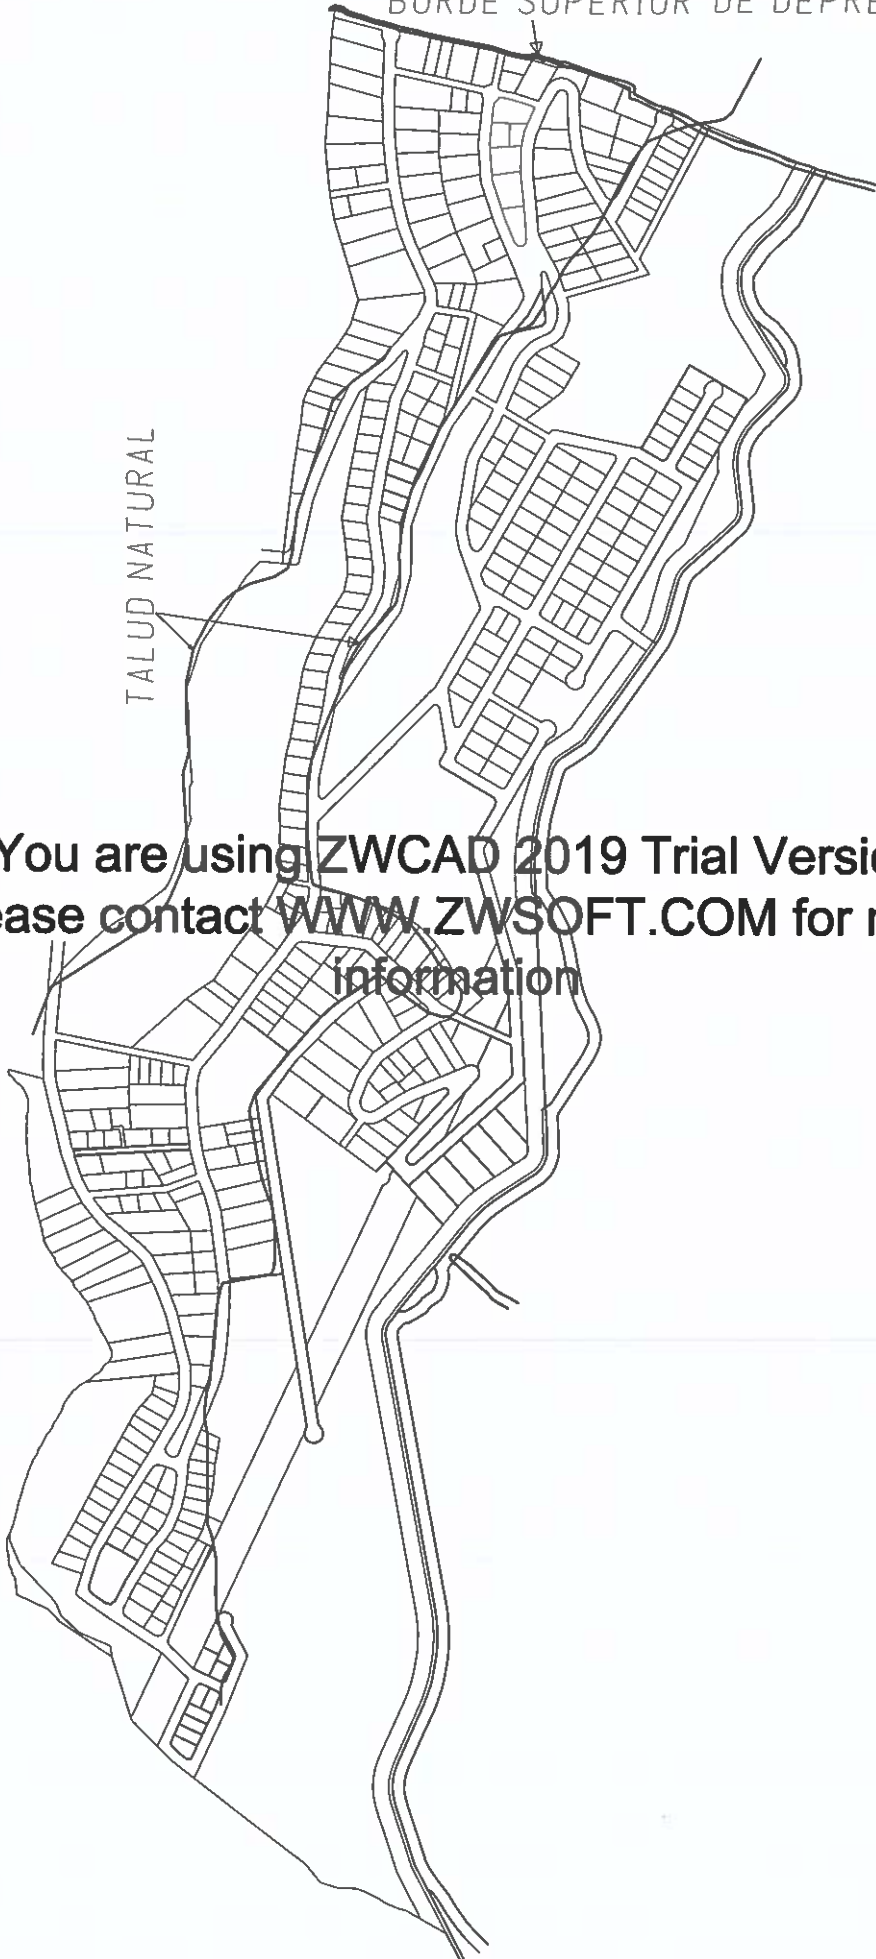 BORDE SUPERIOR DE DEPRE
TALUD NATURAL
You are using ZWCAD 2019 Trial Versi
ease contact WWW.ZWSOFT.COM for
information